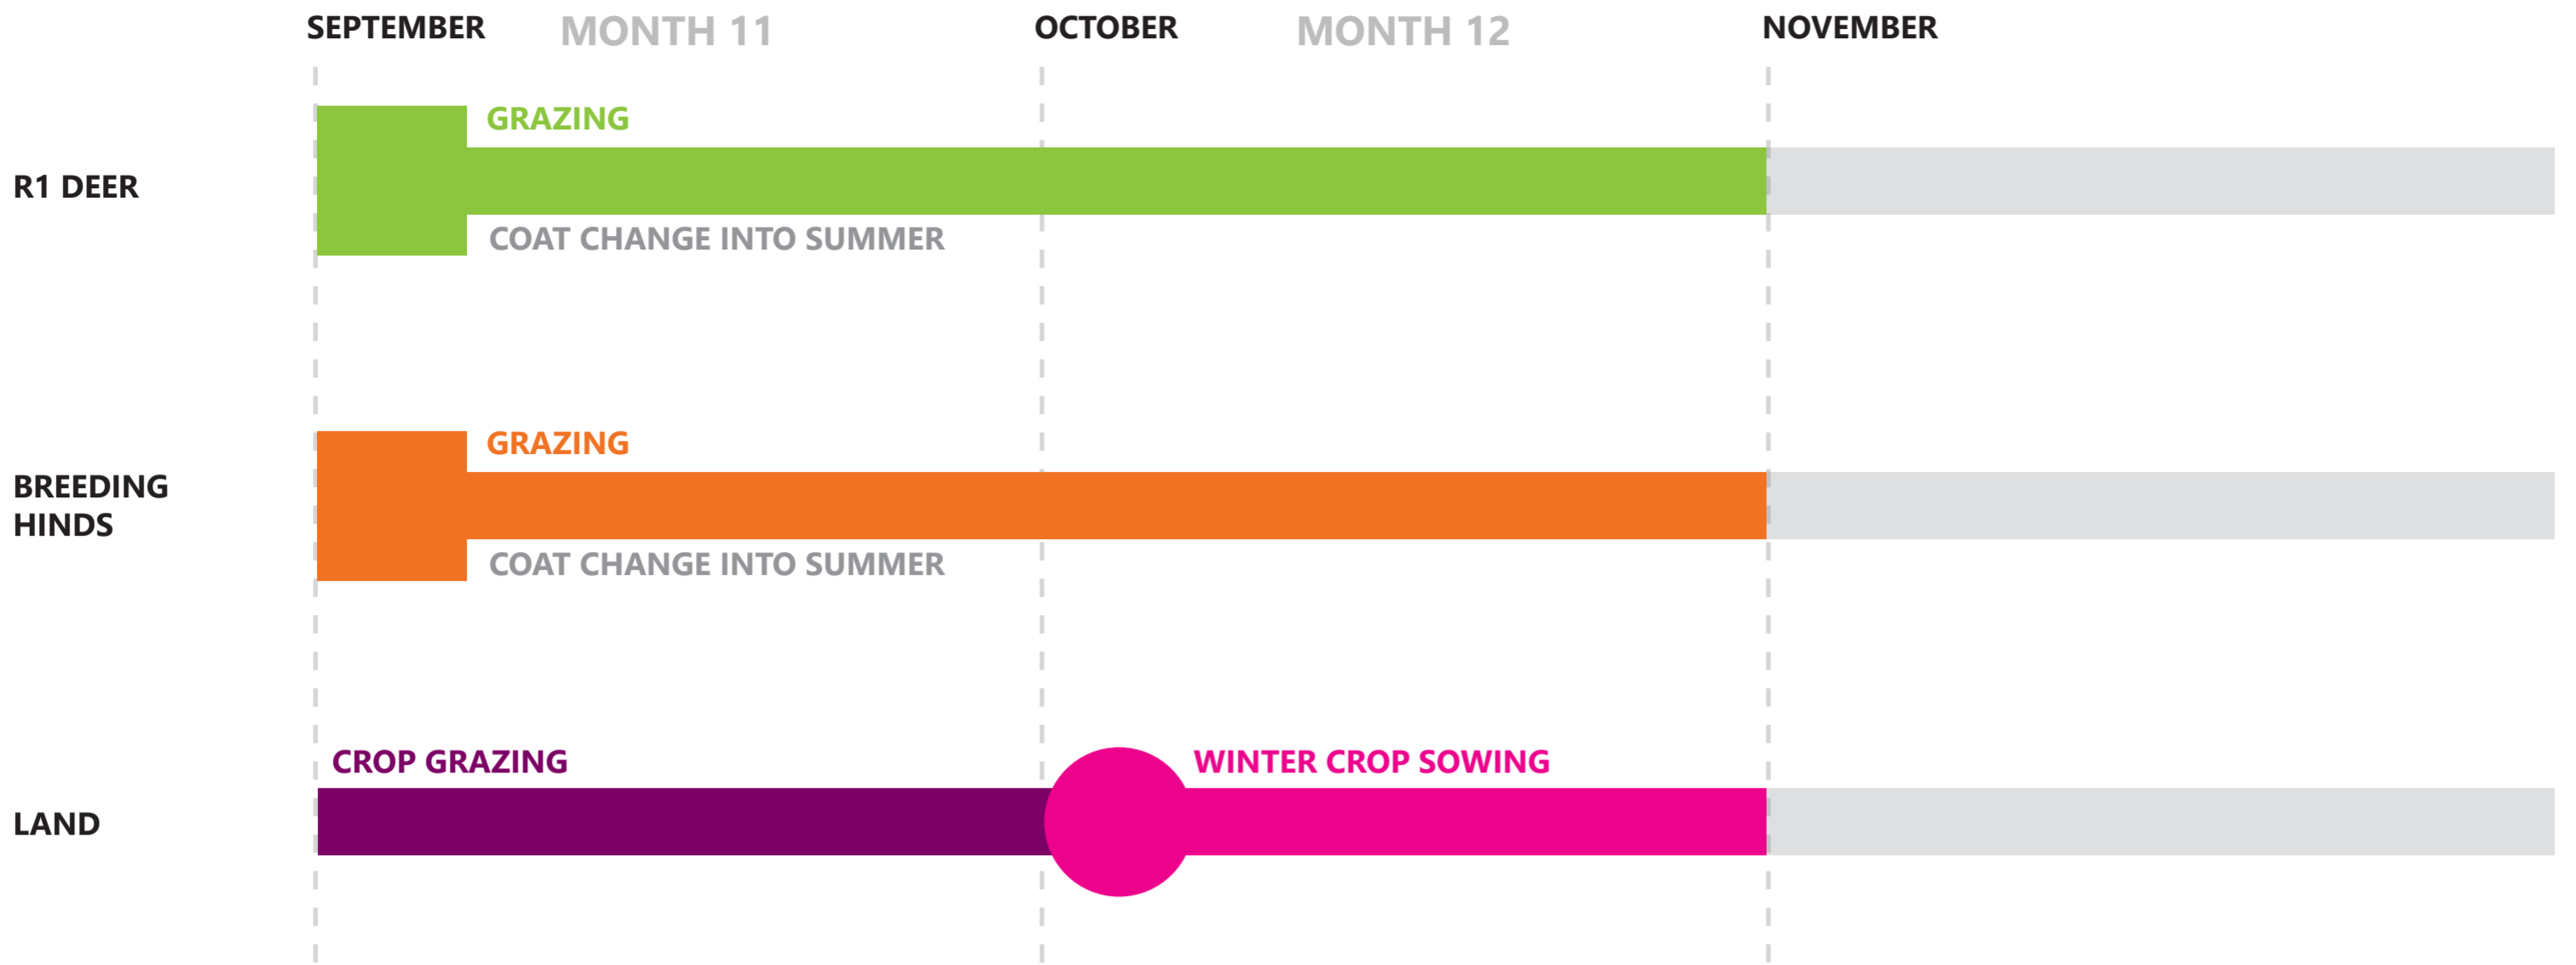 SEPTEMBER
MONTH 11
OCTOBER
MONTH 12
NOVEMBER
R1 DEER
GRAZING
COAT CHANGE INTO SUMMER
BREEDING
HINDS
GRAZING
COAT CHANGE INTO SUMMER
LAND
CROP GRAZING
WINTER CROP SOWING